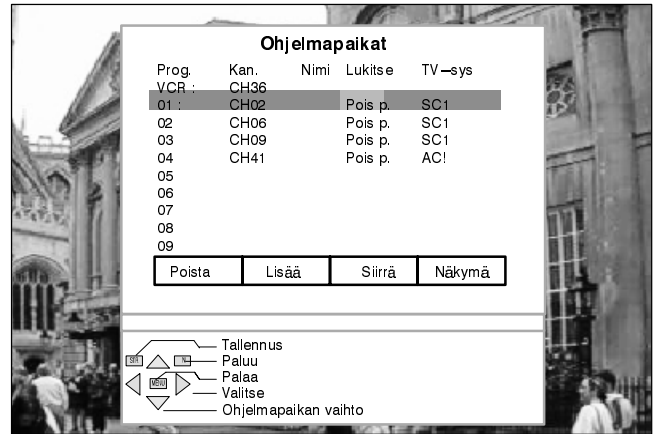 Ohjelmapaikat
Prog. Kan. Nimi Lukitse TV–sys
VCR : CH36
01 : CH02 Pois p. SC1
02 CH06 Pois p. SC1
03 CH09 Pois p. SC1
04 CH41 Pois p. AC!
05
06
07
08
09
Poista Lisää Siirrä Näkymä
Tallennus
STR N Paluu
Palaa
MENU Valitse
Ohjelmapaikan vaihto